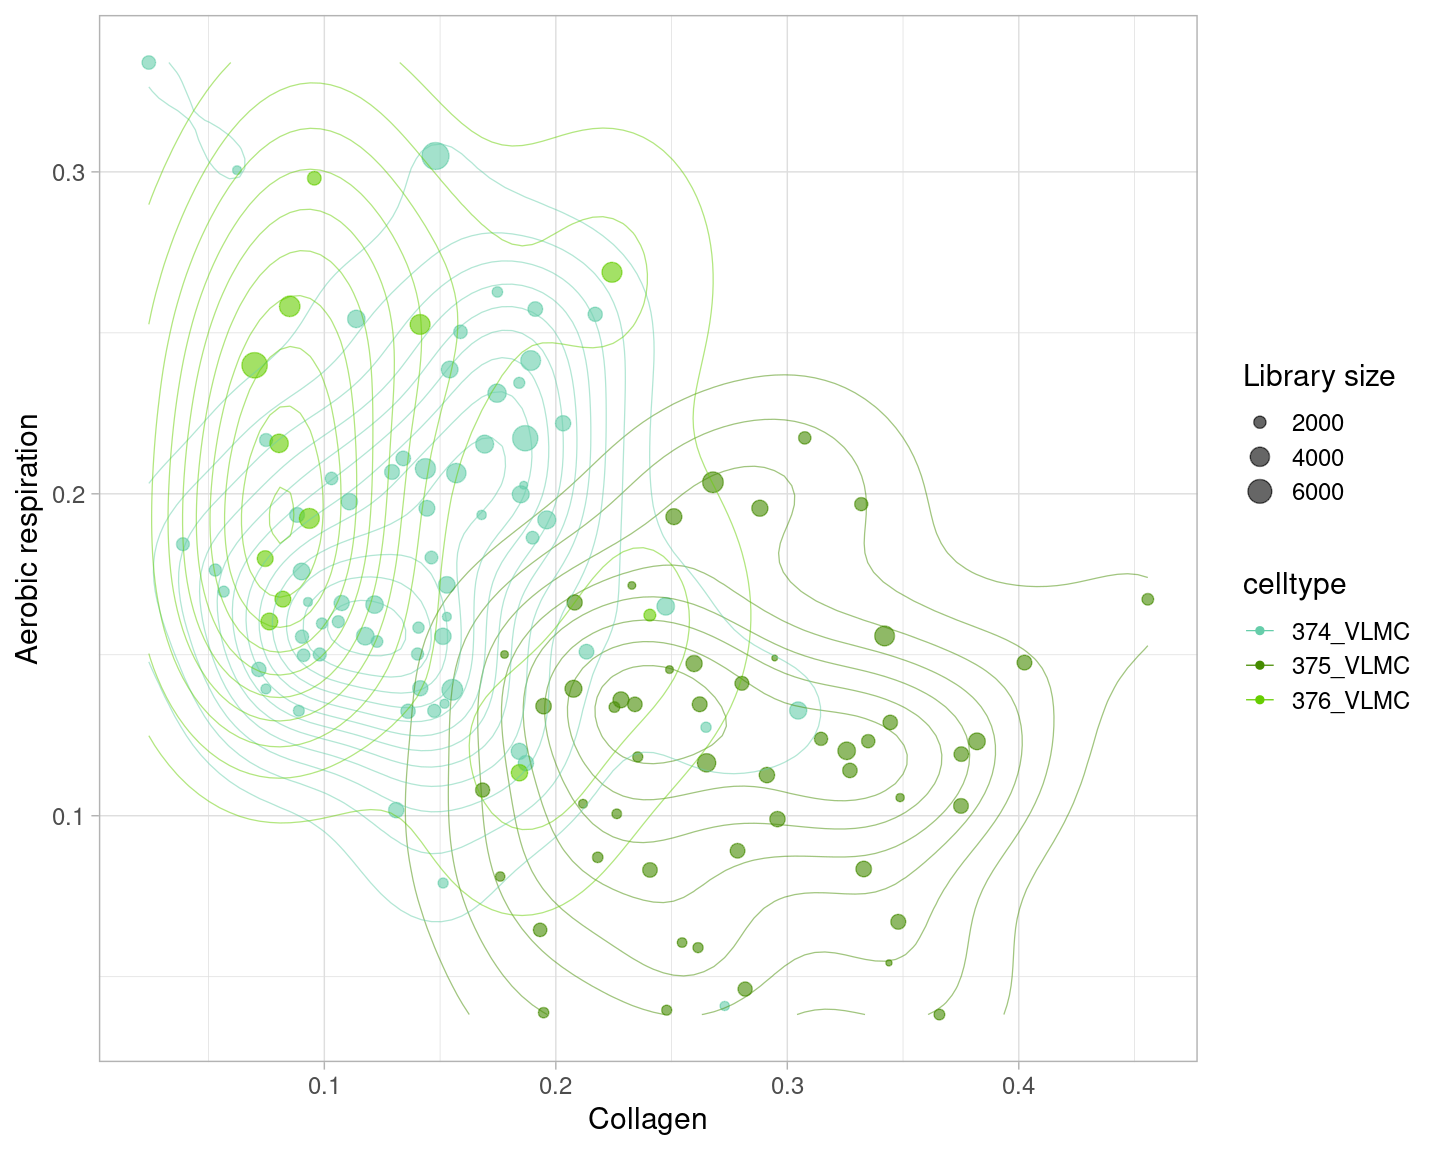 Aerobic respiration
0.3
0.2
0.1
0.1 0.2 0.3 0.4
Collagen
Library size
2000
4000
6000
celltype
374_VLMC
375_VLMC
376_VLMC